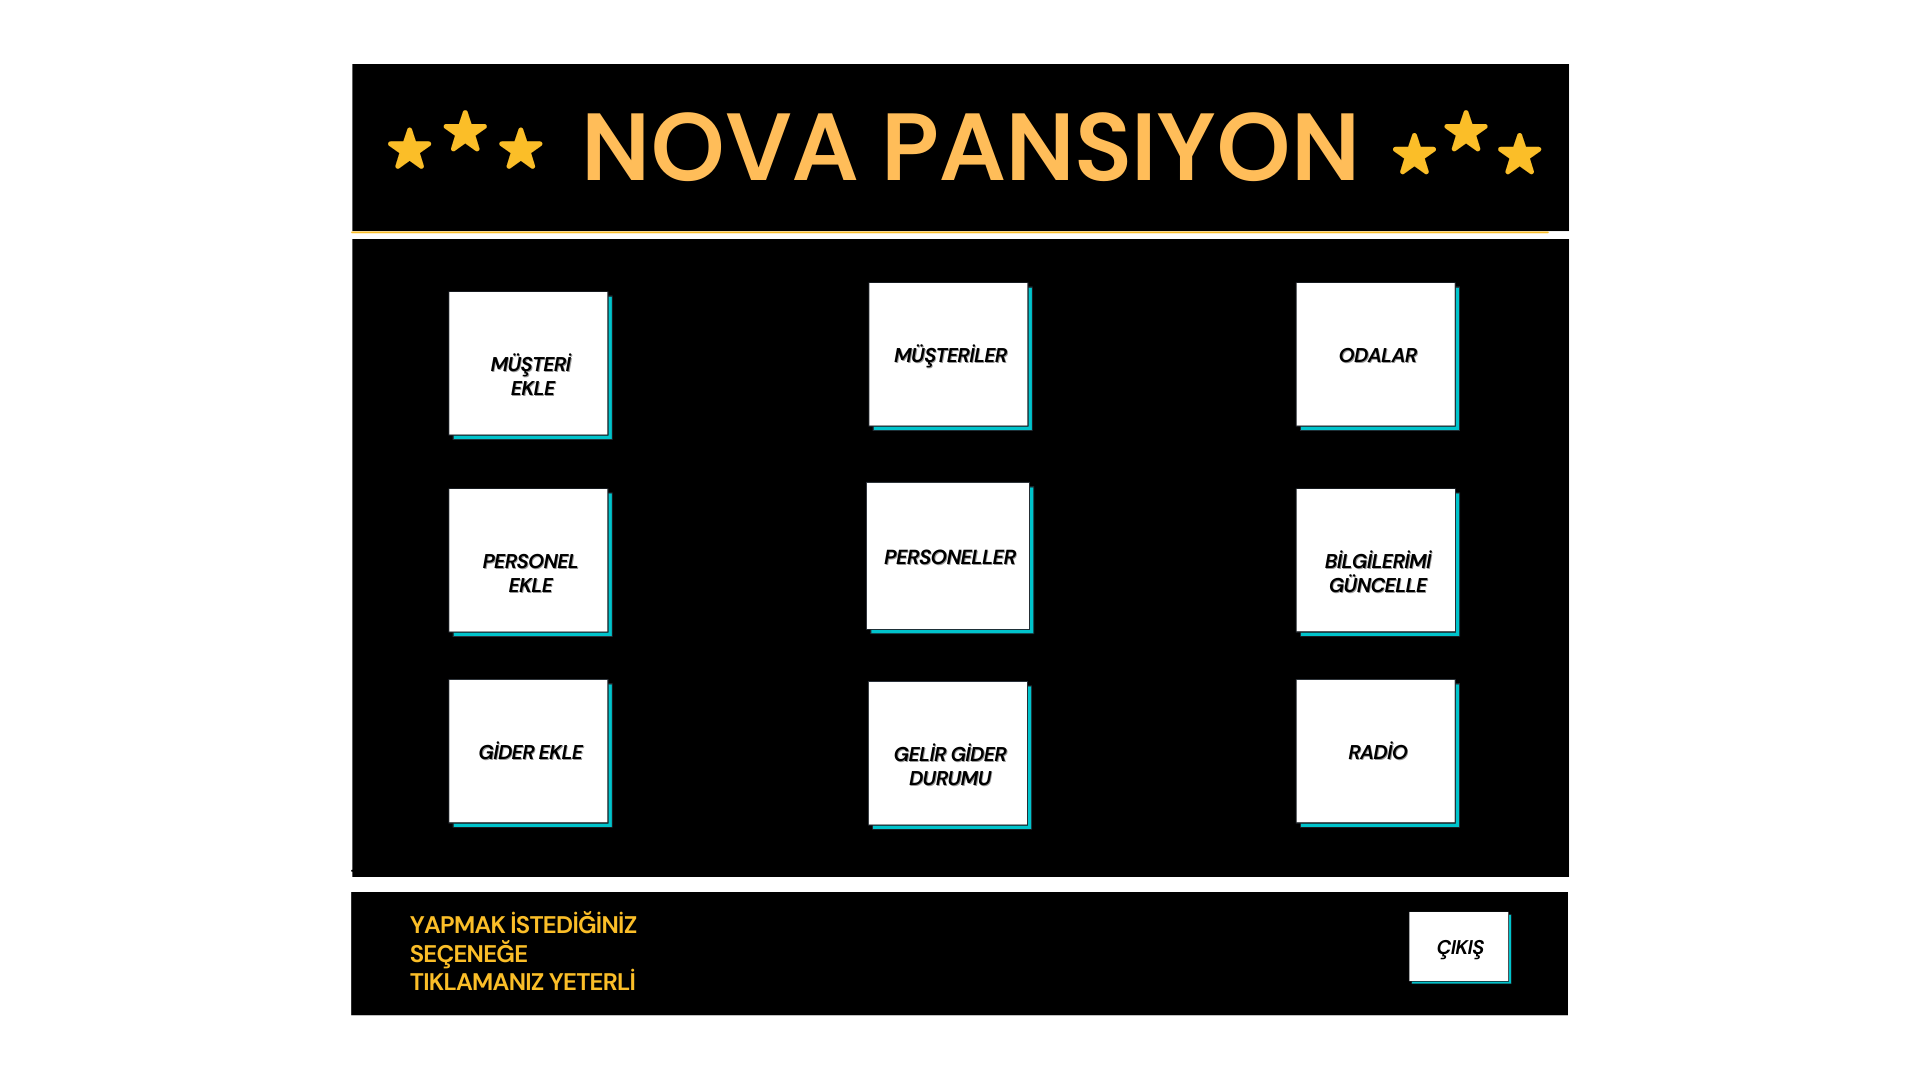 NOVA PANSIYON
MÜŞTERİ
EKLE
MÜŞTERİLER
ODALAR
PERSONEL
EKLE
PERSONELLER
BİLGİLERİMİ
GÜNCELLE
GİDER EKLE
GELİR GİDER
DURUMU
RADİO
YAPMAK İSTEDİĞİNİZ
SEÇENEĞE
TIKLAMANIZ YETERLİ
ÇIKIŞ